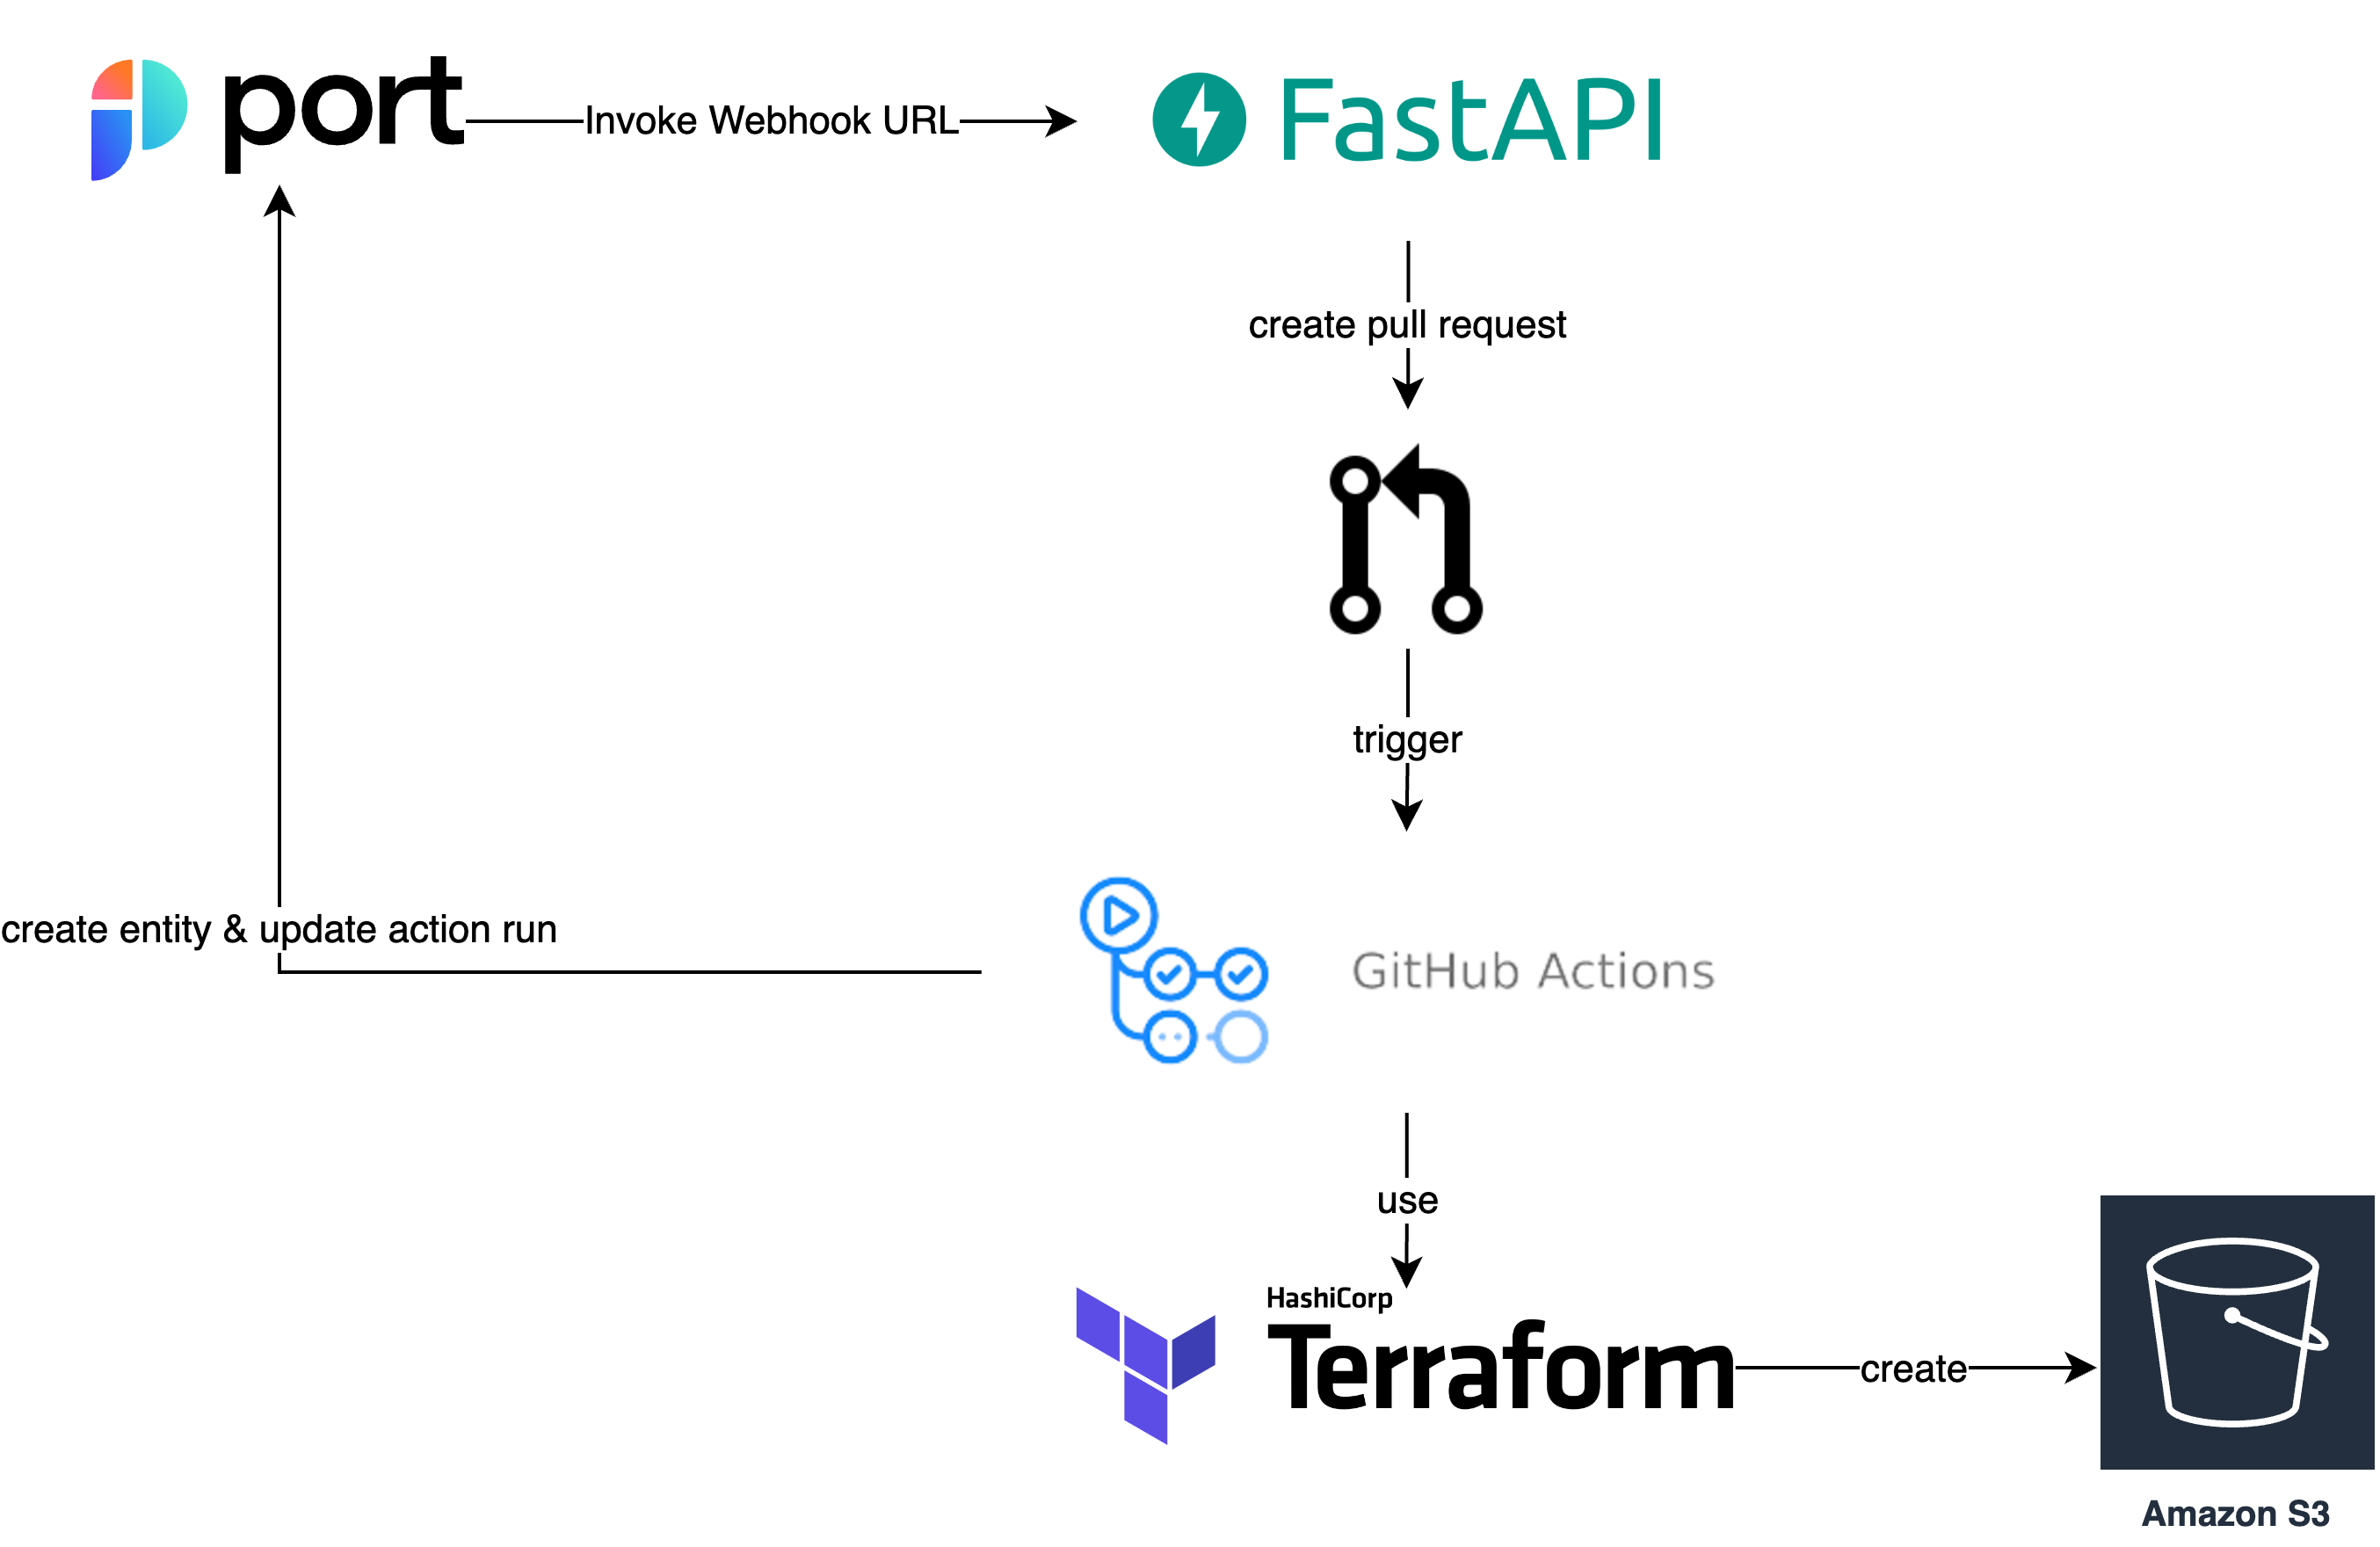 port
Invoke Webhook URL
FastAPI
create pull request
trigger
create entity & update action run
GitHub Actions
use
HashiCorp
Terraform
create
Amazon S3